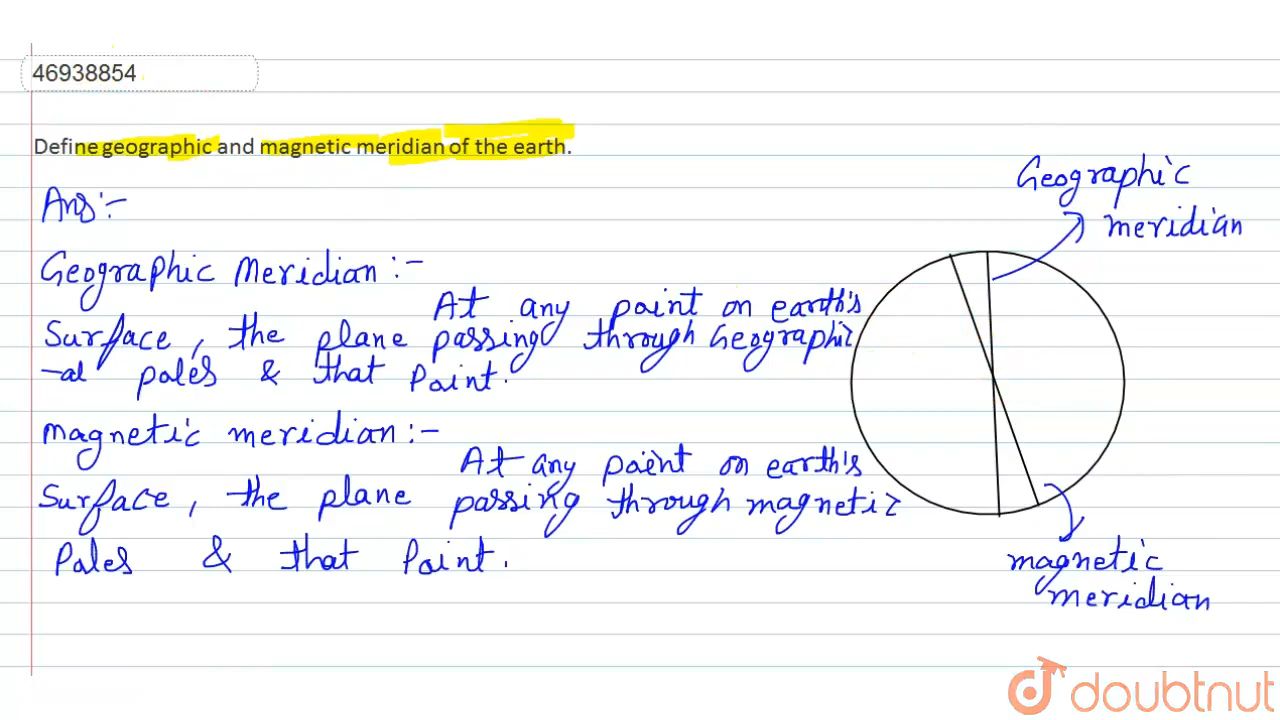 46938854
Define geographic and magnetic meridian of the earth.
Ans:-
Geographic Meridian :-
At any point on earth's
Surface, the plane passing through Geographic
-al poles & that Point.
Magnetic meridian :-
At any point on earth's
Surface, the plane passing through magnetic
Poles & that Point.
Geographic
meridian
magnetic
meridian
doubtnut